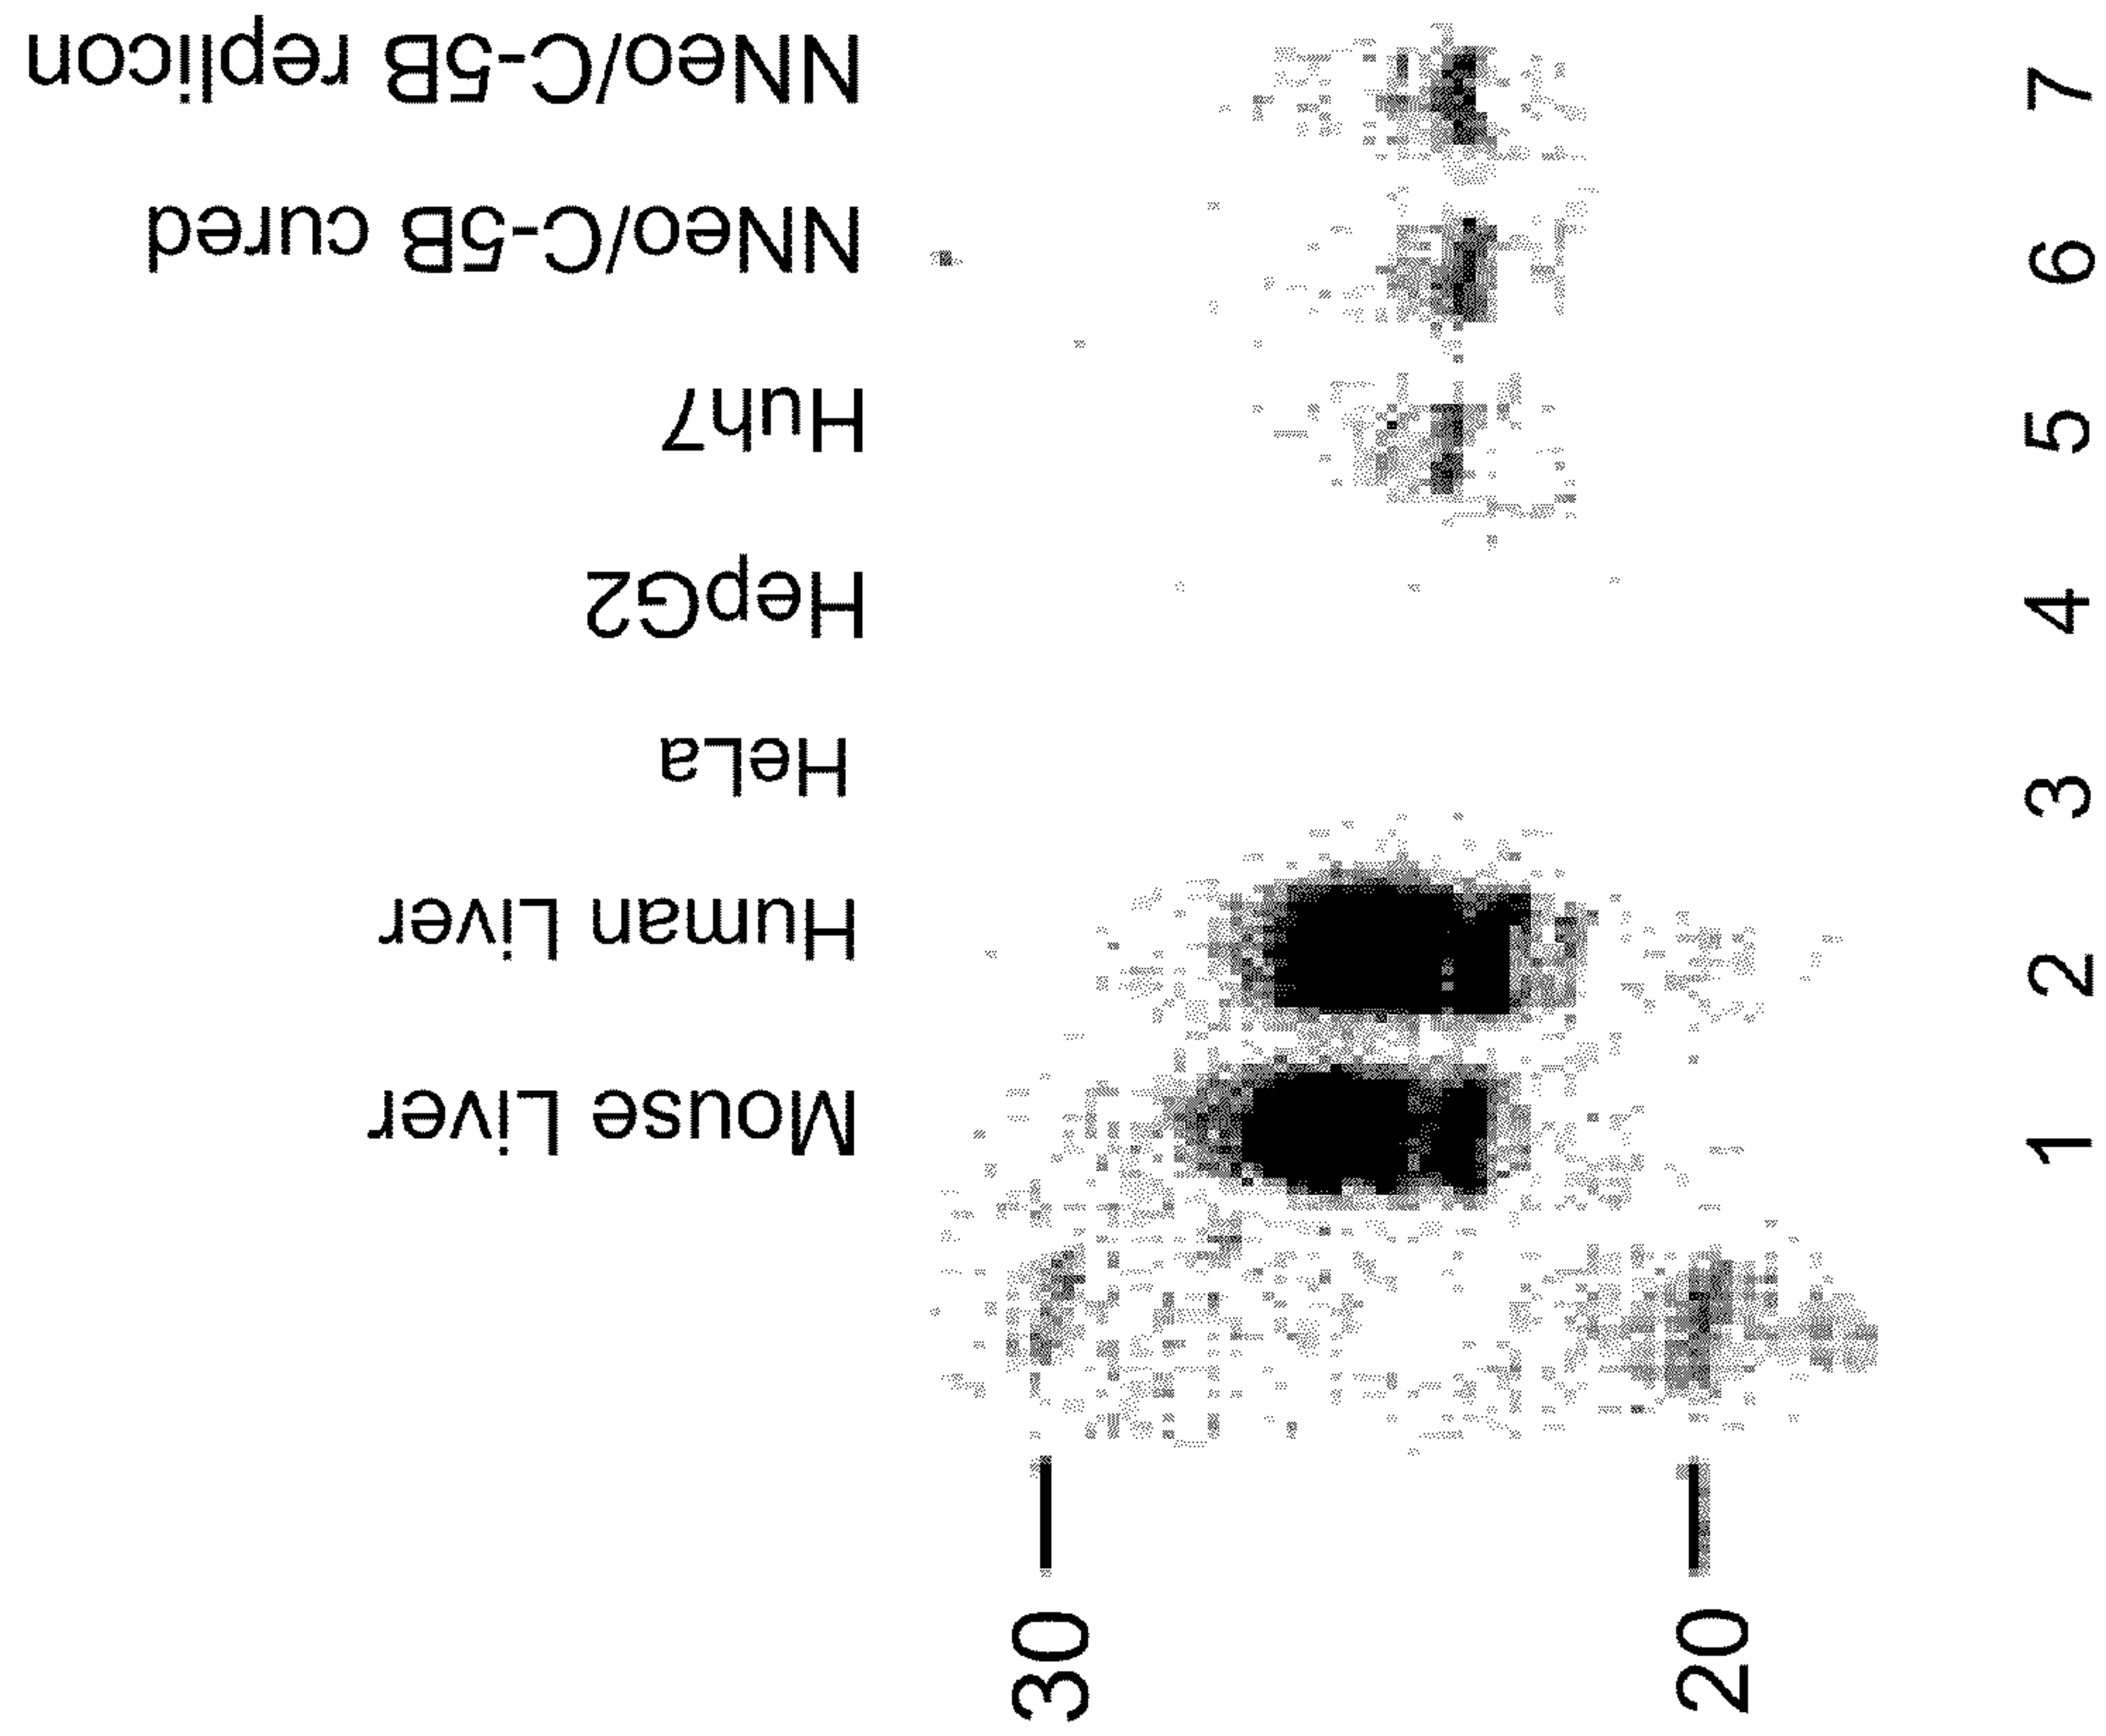 Mouse Liver
Human Liver
HeLa
HepG2
Huh7
NNeo/C-5B cured
NNeo/C-5B replicon
30
20
1 2 3 4 5 6 7